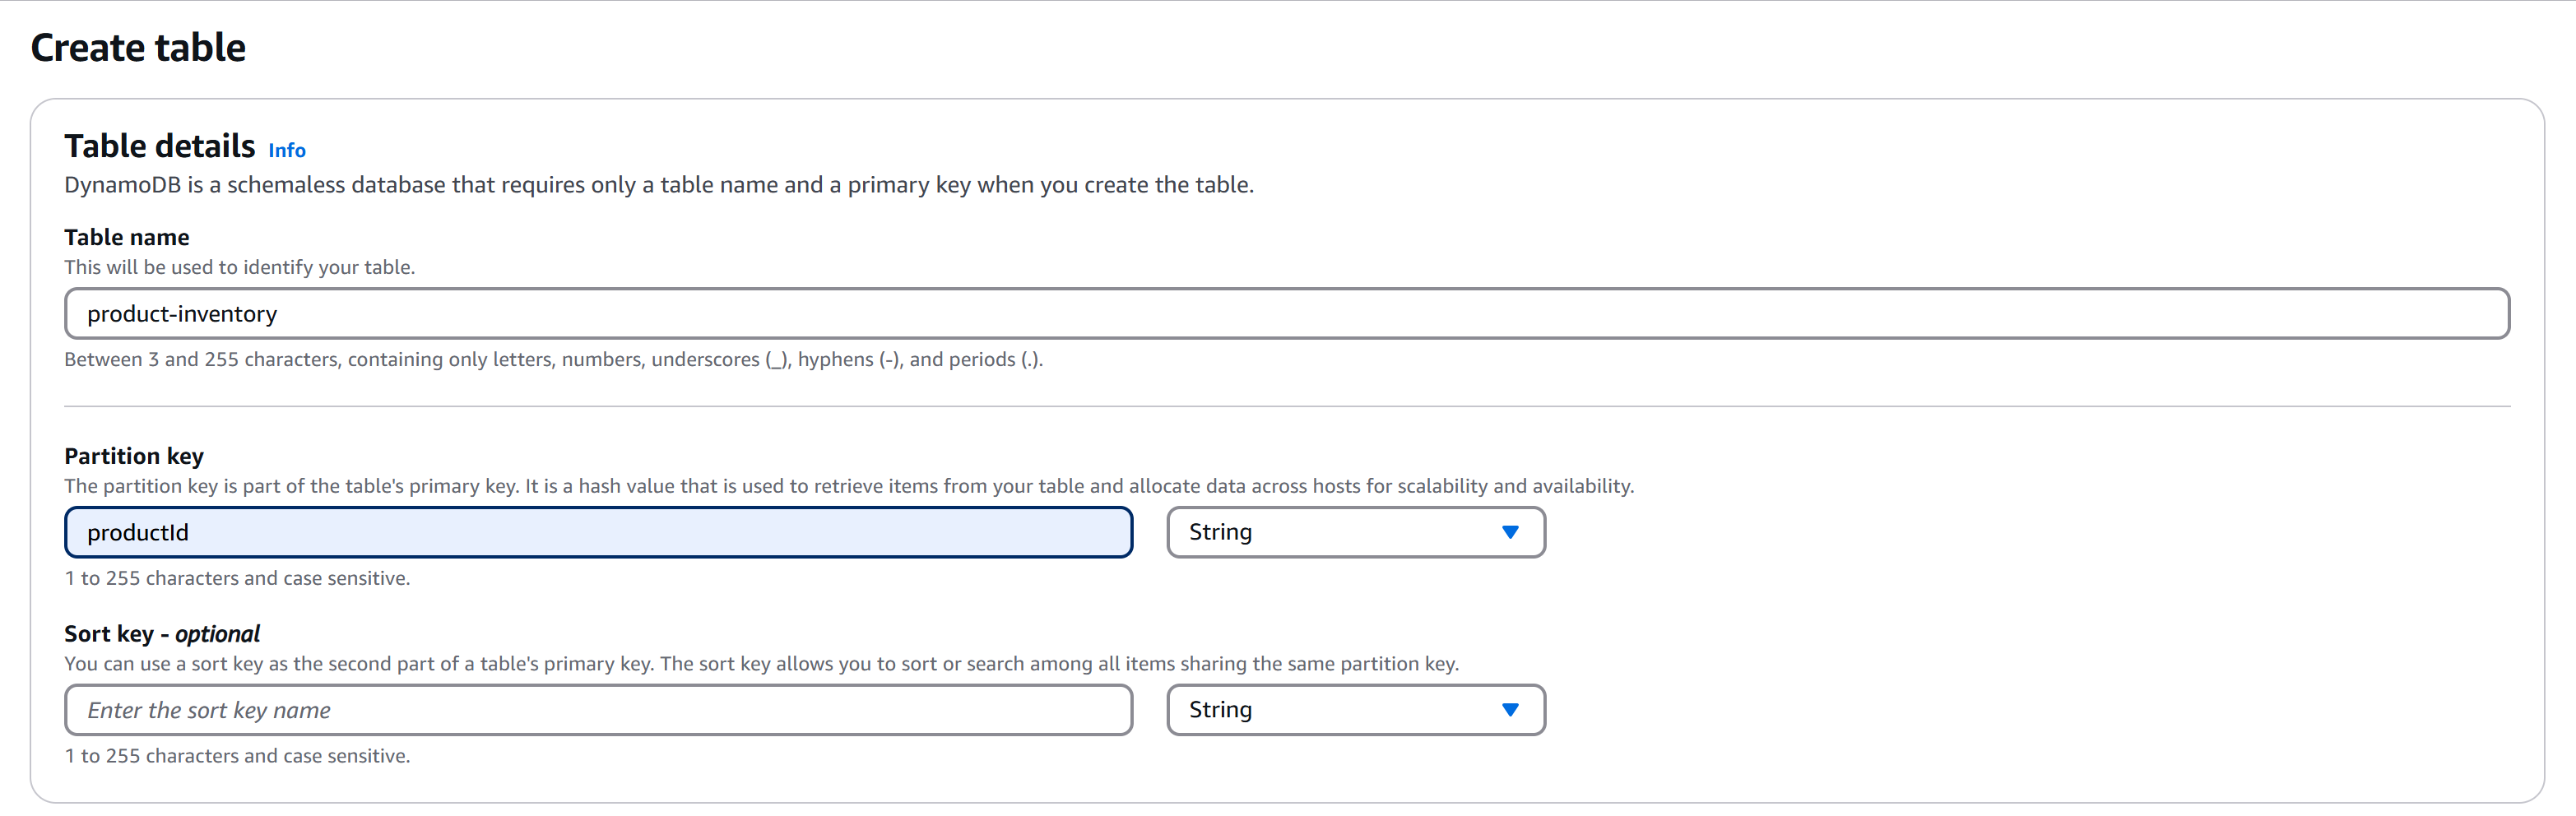 Create table
Table details Info
DynamoDB is a schemaless database that requires only a table name and a primary key when you create the table.
Table name
This will be used to identify your table.
product-inventory
Between 3 and 255 characters, containing only letters, numbers, underscores (_), hyphens (-), and periods (.).
Partition key
The partition key is part of the table's primary key. It is a hash value that is used to retrieve items from your table and allocate data across hosts for scalability and availability.
productId String
1 to 255 characters and case sensitive.
Sort key - optional
You can use a sort key as the second part of a table's primary key. The sort key allows you to sort or search among all items sharing the same partition key.
Enter the sort key name String
1 to 255 characters and case sensitive.